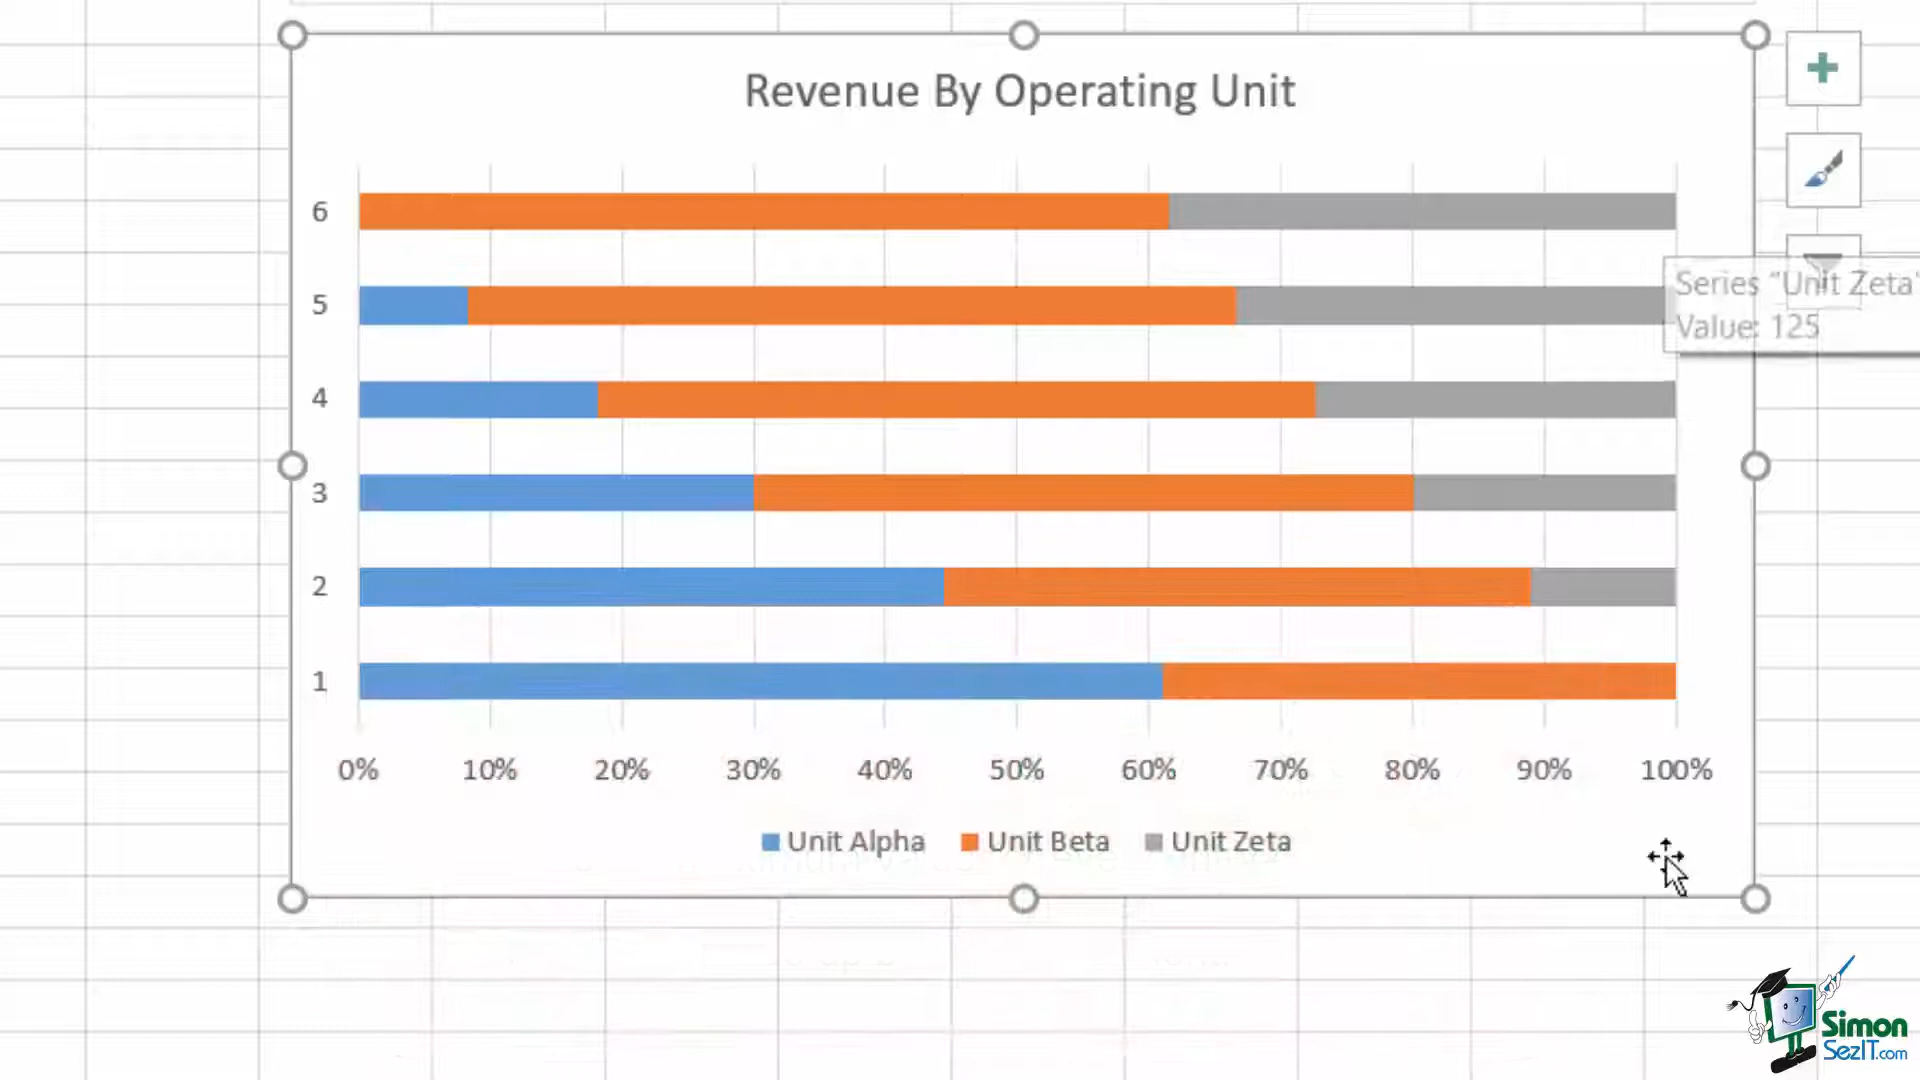 Revenue By Operating Unit
6
5
Series "Unit Zeta"
Value: 125
4
3
2
1
0% 10% 20% 30% 40% 50% 60% 70% 80% 90% 100%
Unit Alpha Unit Beta Unit Zeta
Simon
SezIT.com